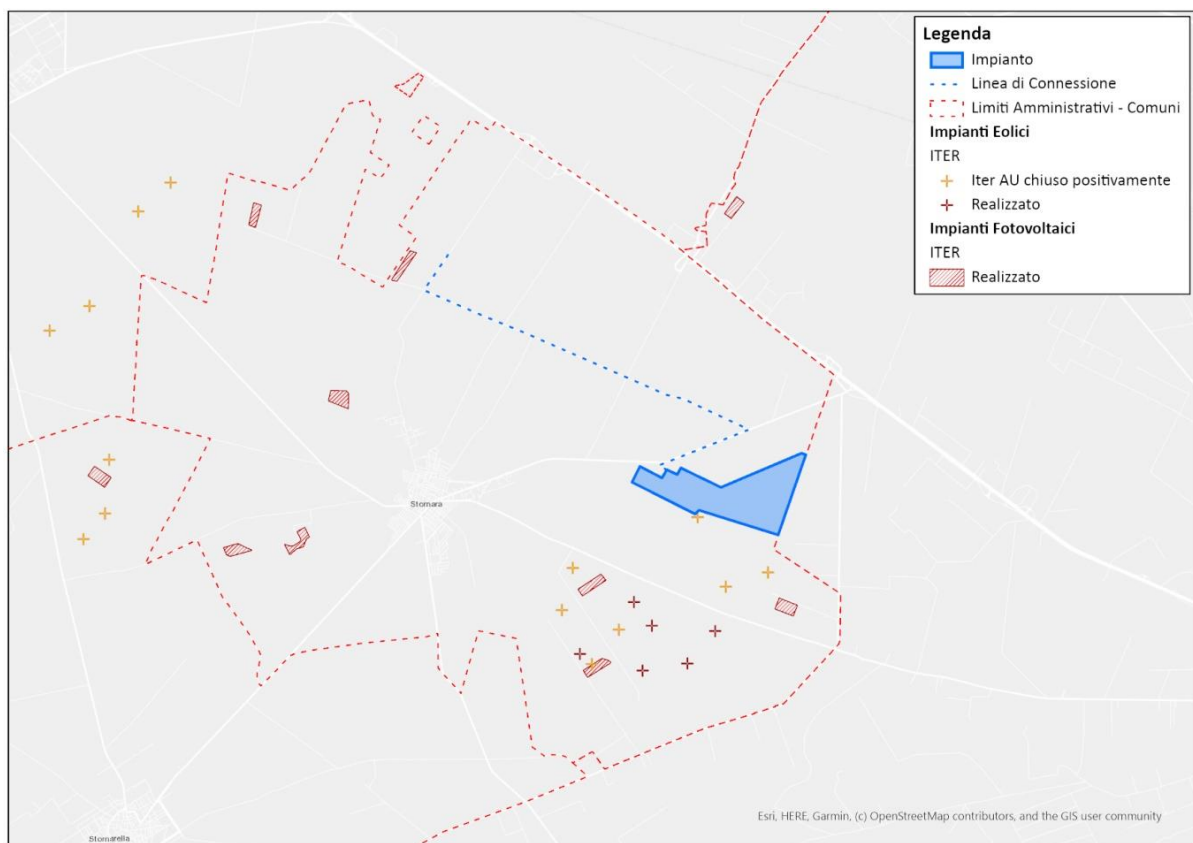 Legenda
Impianto
Linea di Connessione
Limiti Amministrativi - Comuni
Impianti Eolici
ITER
Iter AU chiuso positivamente
Realizzato
Impianti Fotovoltaici
ITER
Realizzato
Stornara
Stornarella
Esri, HERE, Garmin, (c) OpenStreetMap contributors, and the GIS user community